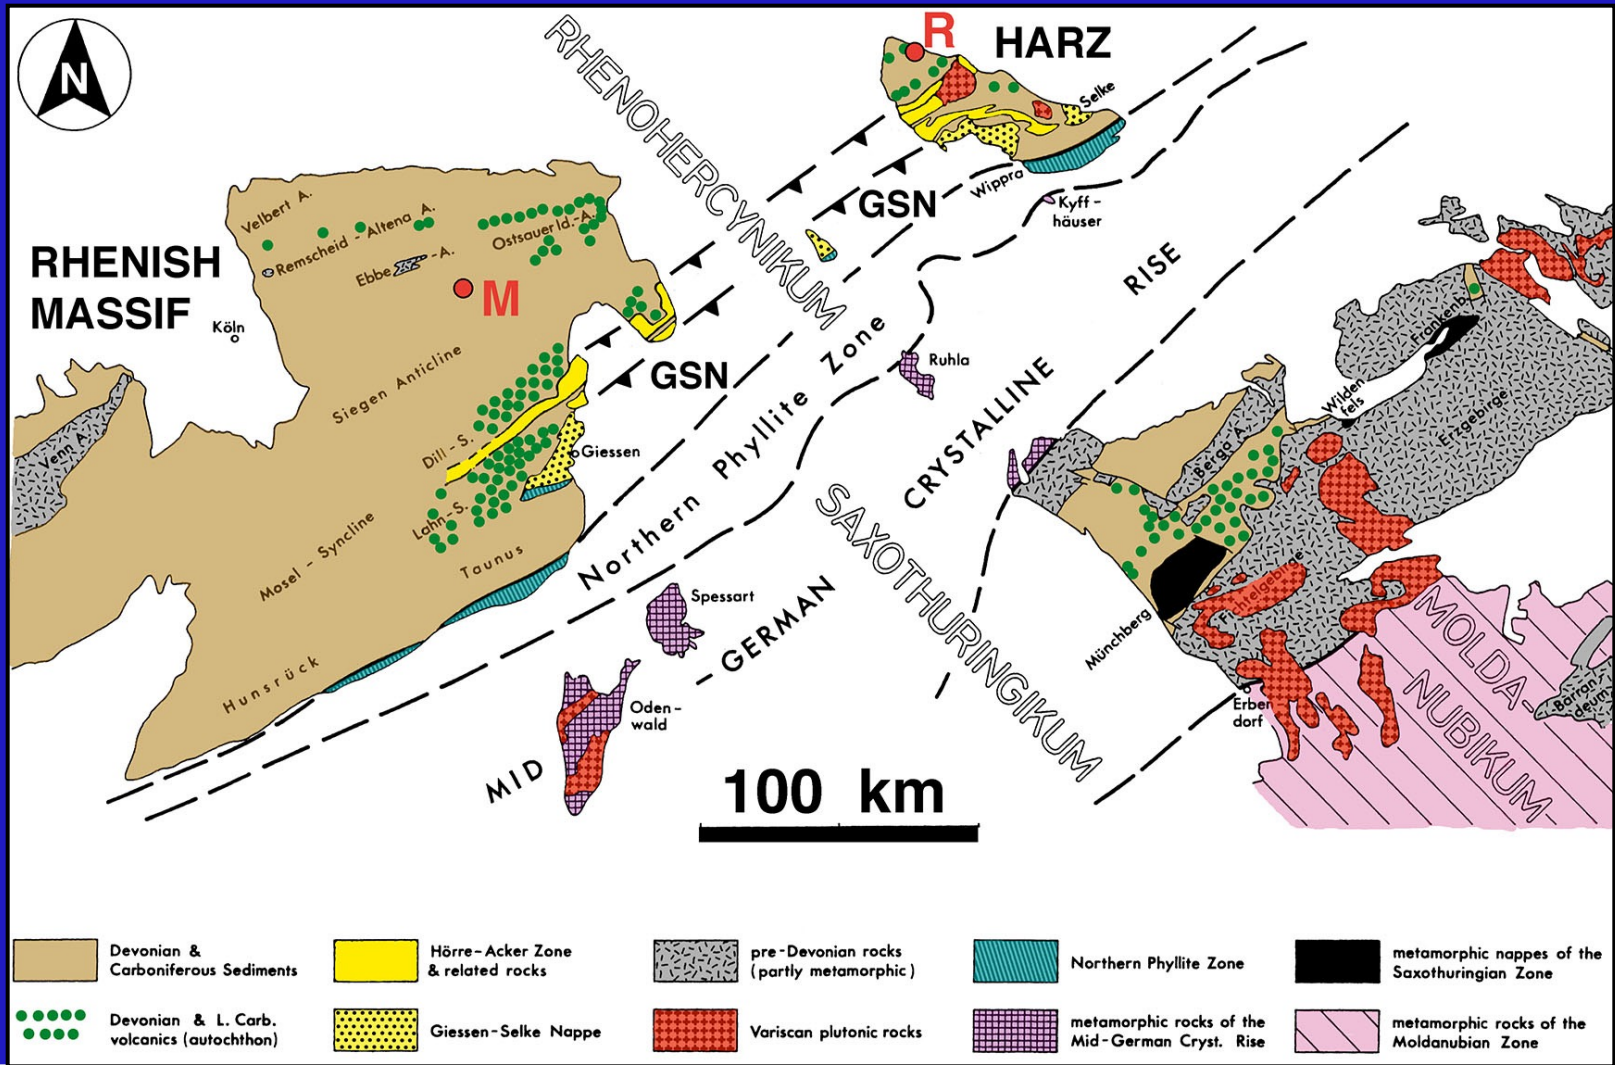 N
RHENOHERCYNIKUM
R
HARZ
Selke
Wippra
Kyff-
häuser
GSN
RHENISH
MASSIF
Velbert A.
Remscheid - Altena A.
Ebbe -A.
Ostsauerld.-A.
M
Köln
Venn A.
Siegen Anticline
Dill-S.
Giessen
Lahn-S.
Mosel - Syncline
Taunus
Hunsrück
GSN
Northern Phyllite Zone
Ruhla
MID
GERMAN
CRYSTALLINE
RISE
Spessart
Oden-
wald
SAXOTHURINGIKUM
Frankenb.
Wilden
fels
Erzgebirge
Berga A.
Münchberg
Fichtelgebirge
Erben
dorf
MOLDA-
NUBIKUM
Barran-
deum
100 km
Devonian &
Carboniferous Sediments
Hörre-Acker Zone
& related rocks
pre-Devonian rocks
(partly metamorphic)
Northern Phyllite Zone
metamorphic nappes of the
Saxothuringian Zone
Devonian & L. Carb.
volcanics (autochthon)
Giessen-Selke Nappe
Variscan plutonic rocks
metamorphic rocks of the
Mid-German Cryst. Rise
metamorphic rocks of the
Moldanubian Zone